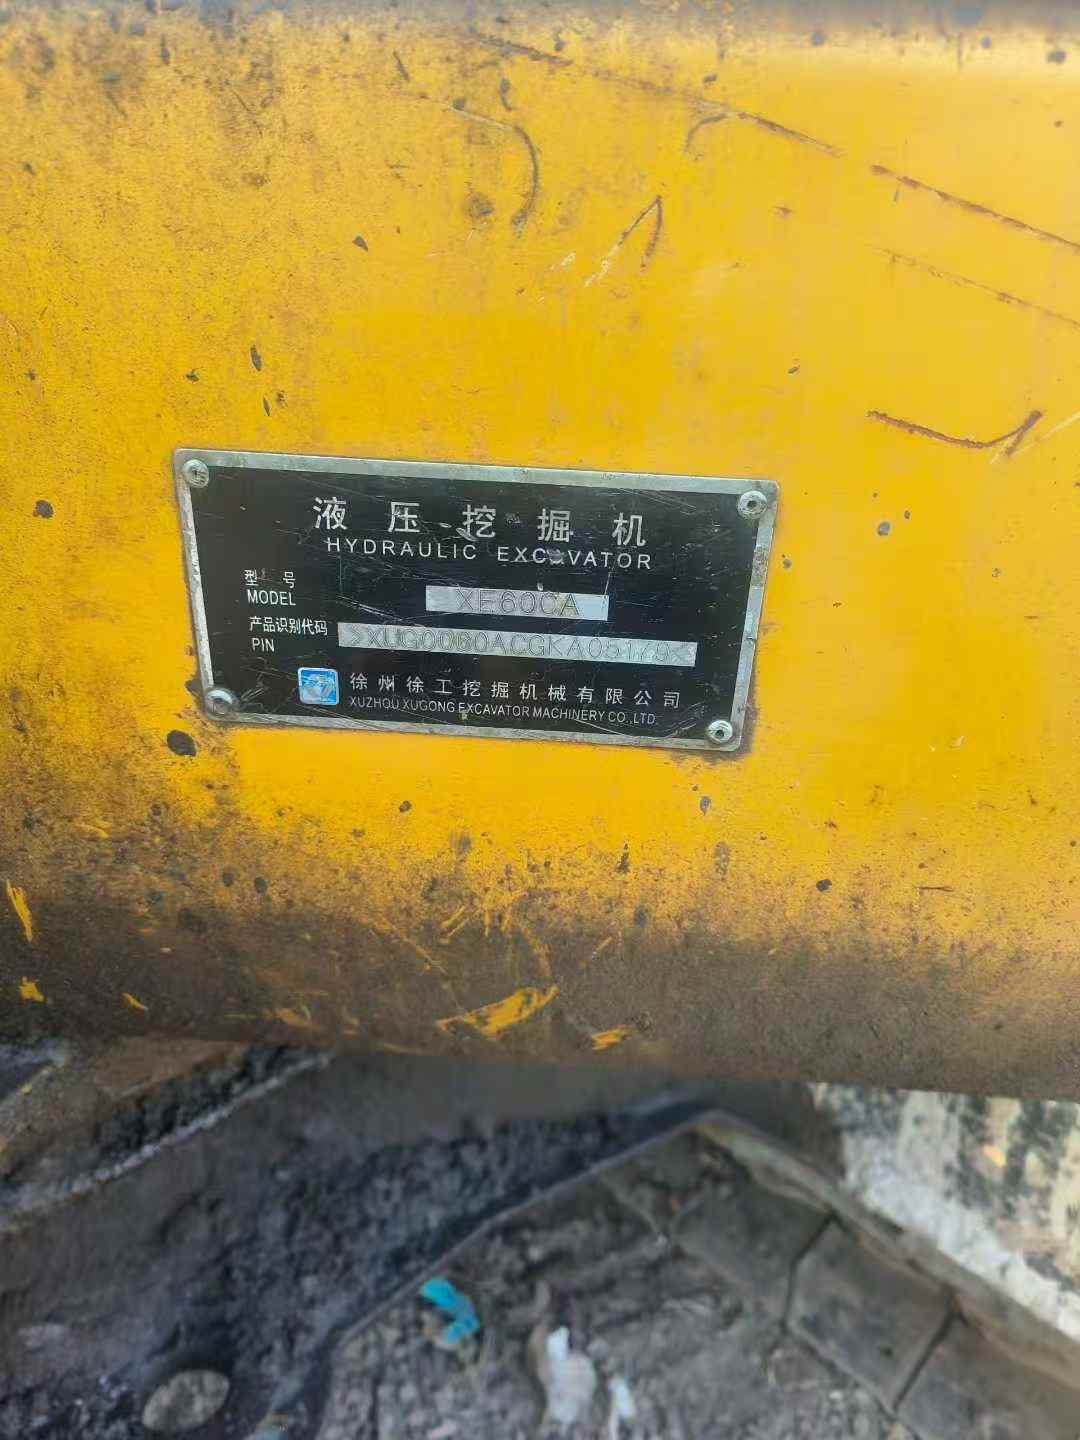 液压挖掘机
HYDRAULIC EXCAVATOR
型号
MODEL
XE60CA
产品识别代码
PIN
>XUG0060ACGKA05179<
徐州徐工挖掘机械有限公司
XUZHOU XUGONG EXCAVATOR MACHINERY CO.,LTD.